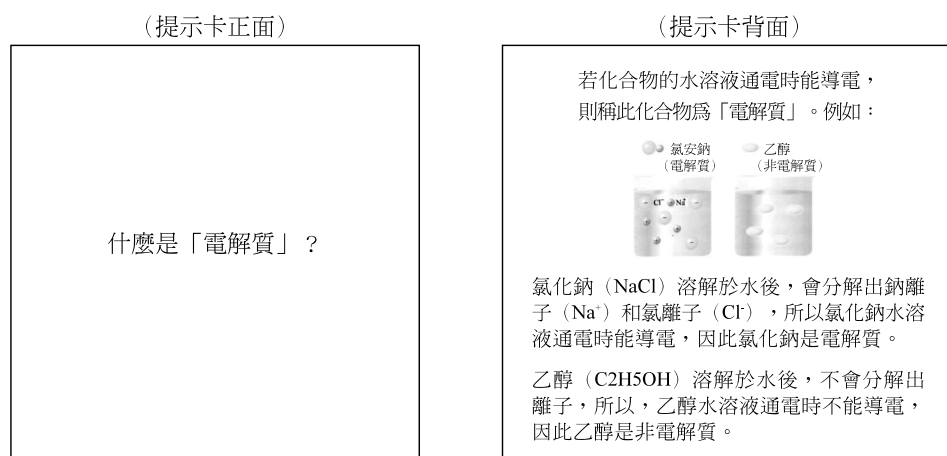 （提示卡正面）
什麼是「電解質」？
（提示卡背面）
若化合物的水溶液通電時能導電，
則稱此化合物為「電解質」。例如：
氯安鈉
（電解質）
乙醇
（非電解質）
Cl⁻ Na⁺
氯化鈉（NaCl）溶解於水後，會分解出鈉離
子（Na⁺）和氯離子（Cl⁻），所以氯化鈉水溶
液通電時能導電，因此氯化鈉是電解質。
乙醇（C2H5OH）溶解於水後，不會分解出
離子，所以，乙醇水溶液通電時不能導電，
因此乙醇是非電解質。